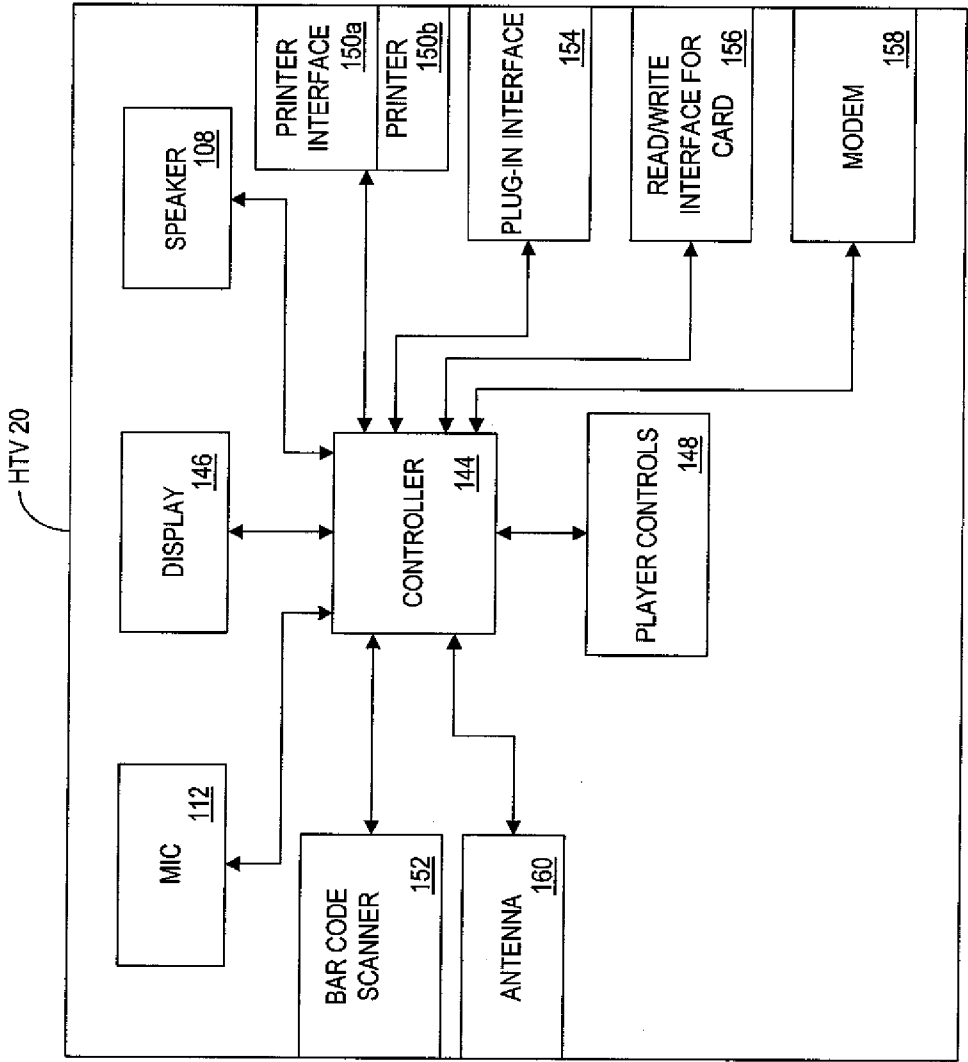 HTV 20
MIC
112
DISPLAY
146
SPEAKER
108
PRINTER
INTERFACE
150a
PRINTER
150b
BAR CODE
SCANNER
152
CONTROLLER
144
PLUG-IN INTERFACE
154
ANTENNA
160
READ/WRITE
INTERFACE FOR
CARD
156
PLAYER CONTROLS
148
MODEM
158